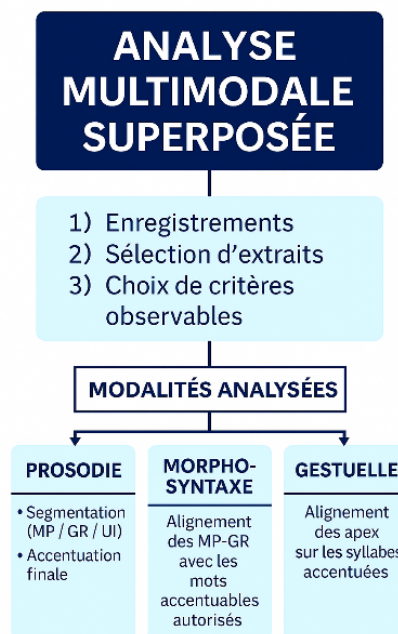 ANALYSE
MULTIMODALE
SUPERPOSÉE
1) Enregistrements
2) Sélection d'extraits
3) Choix de critères
observables
MODALITÉS ANALYSÉES
PROSODIE
• Segmentation
(MP / GR / UI)
• Accentuation
finale
MORPHO-
SYNTAXE
Alignement
des MP-GR
avec les
mots
accentuables
autorisés
GESTUELLE
Alignement
des apex
sur les syllabes
accentuées